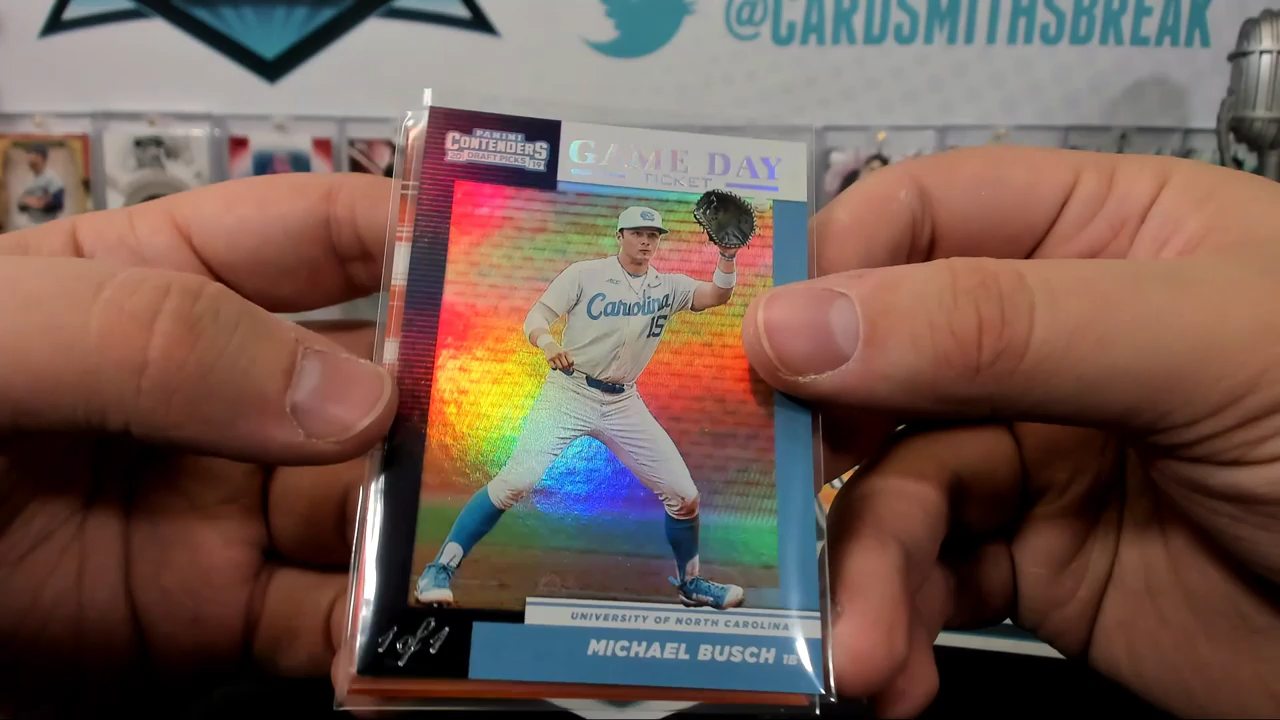 @CARDSMITHSBREAK
PANINI
CONTENDERS
20 DRAFT PICKS 19
GAME DAY
TICKET
Carolina
15
UNIVERSITY OF NORTH CAROLINA
MICHAEL BUSCH 1B
1 of 1